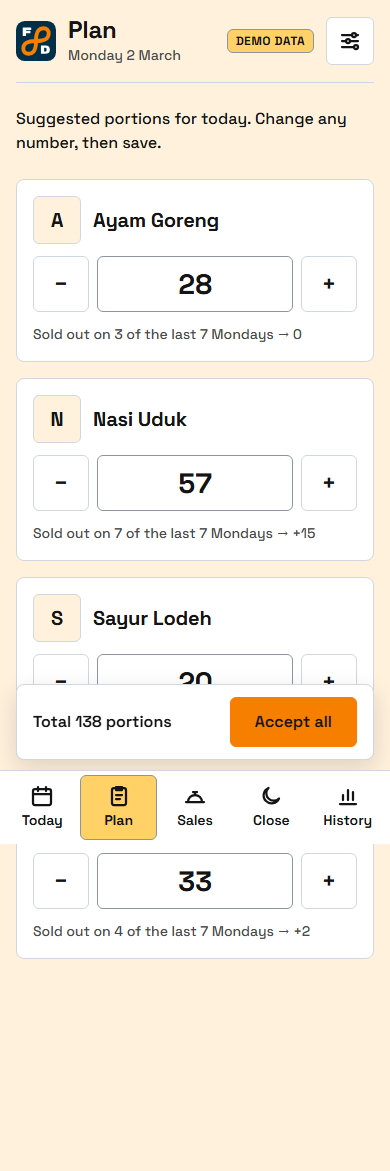 F
D
Plan
Monday 2 March
DEMO DATA
Suggested portions for today. Change any
number, then save.
A
Ayam Goreng
−
28
+
Sold out on 3 of the last 7 Mondays → 0
N
Nasi Uduk
−
57
+
Sold out on 7 of the last 7 Mondays → +15
S
Sayur Lodeh
−
20
+
Total 138 portions
Accept all
Today
Plan
Sales
Close
History
−
33
+
Sold out on 4 of the last 7 Mondays → +2